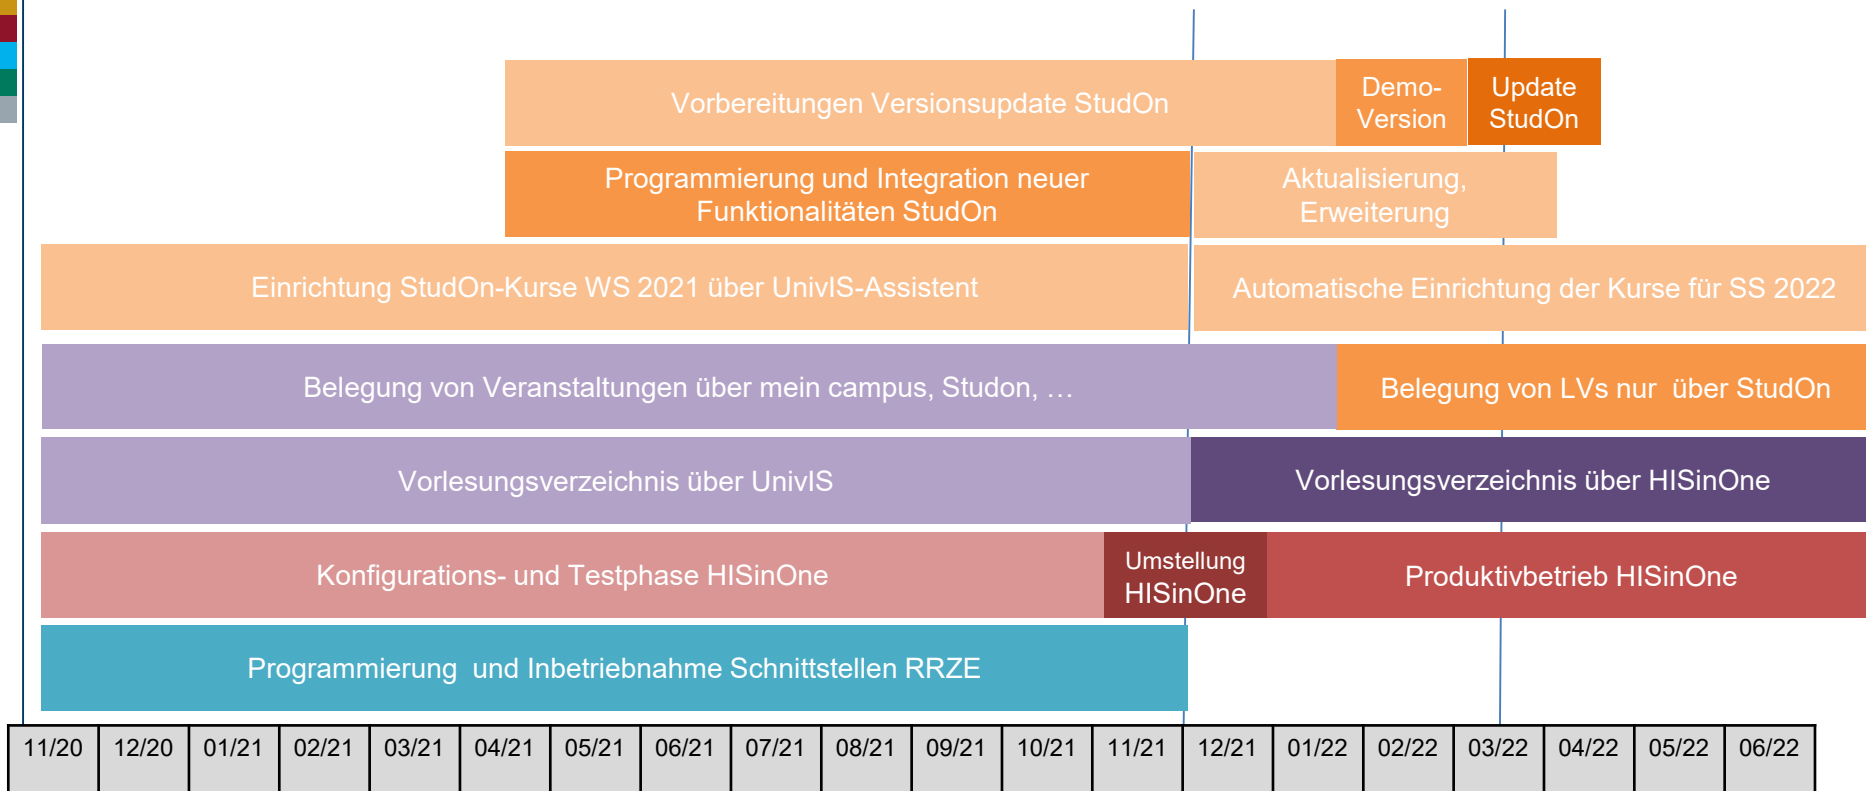 Vorbereitungen Versionsupdate StudOn
Demo-
Version
Update
StudOn
Programmierung und Integration neuer
Funktionalitäten StudOn
Aktualisierung,
Erweiterung
Einrichtung StudOn-Kurse WS 2021 über UnivIS-Assistent
Automatische Einrichtung der Kurse für SS 2022
Belegung von Veranstaltungen über mein campus, Studon, …
Belegung von LVs nur über StudOn
Vorlesungsverzeichnis über UnivIS
Vorlesungsverzeichnis über HISinOne
Konfigurations- und Testphase HISinOne
Umstellung
HISinOne
Produktivbetrieb HISinOne
Programmierung und Inbetriebnahme Schnittstellen RRZE
11/20 12/20 01/21 02/21 03/21 04/21 05/21 06/21 07/21 08/21 09/21 10/21 11/21 12/21 01/22 02/22 03/22 04/22 05/22 06/22